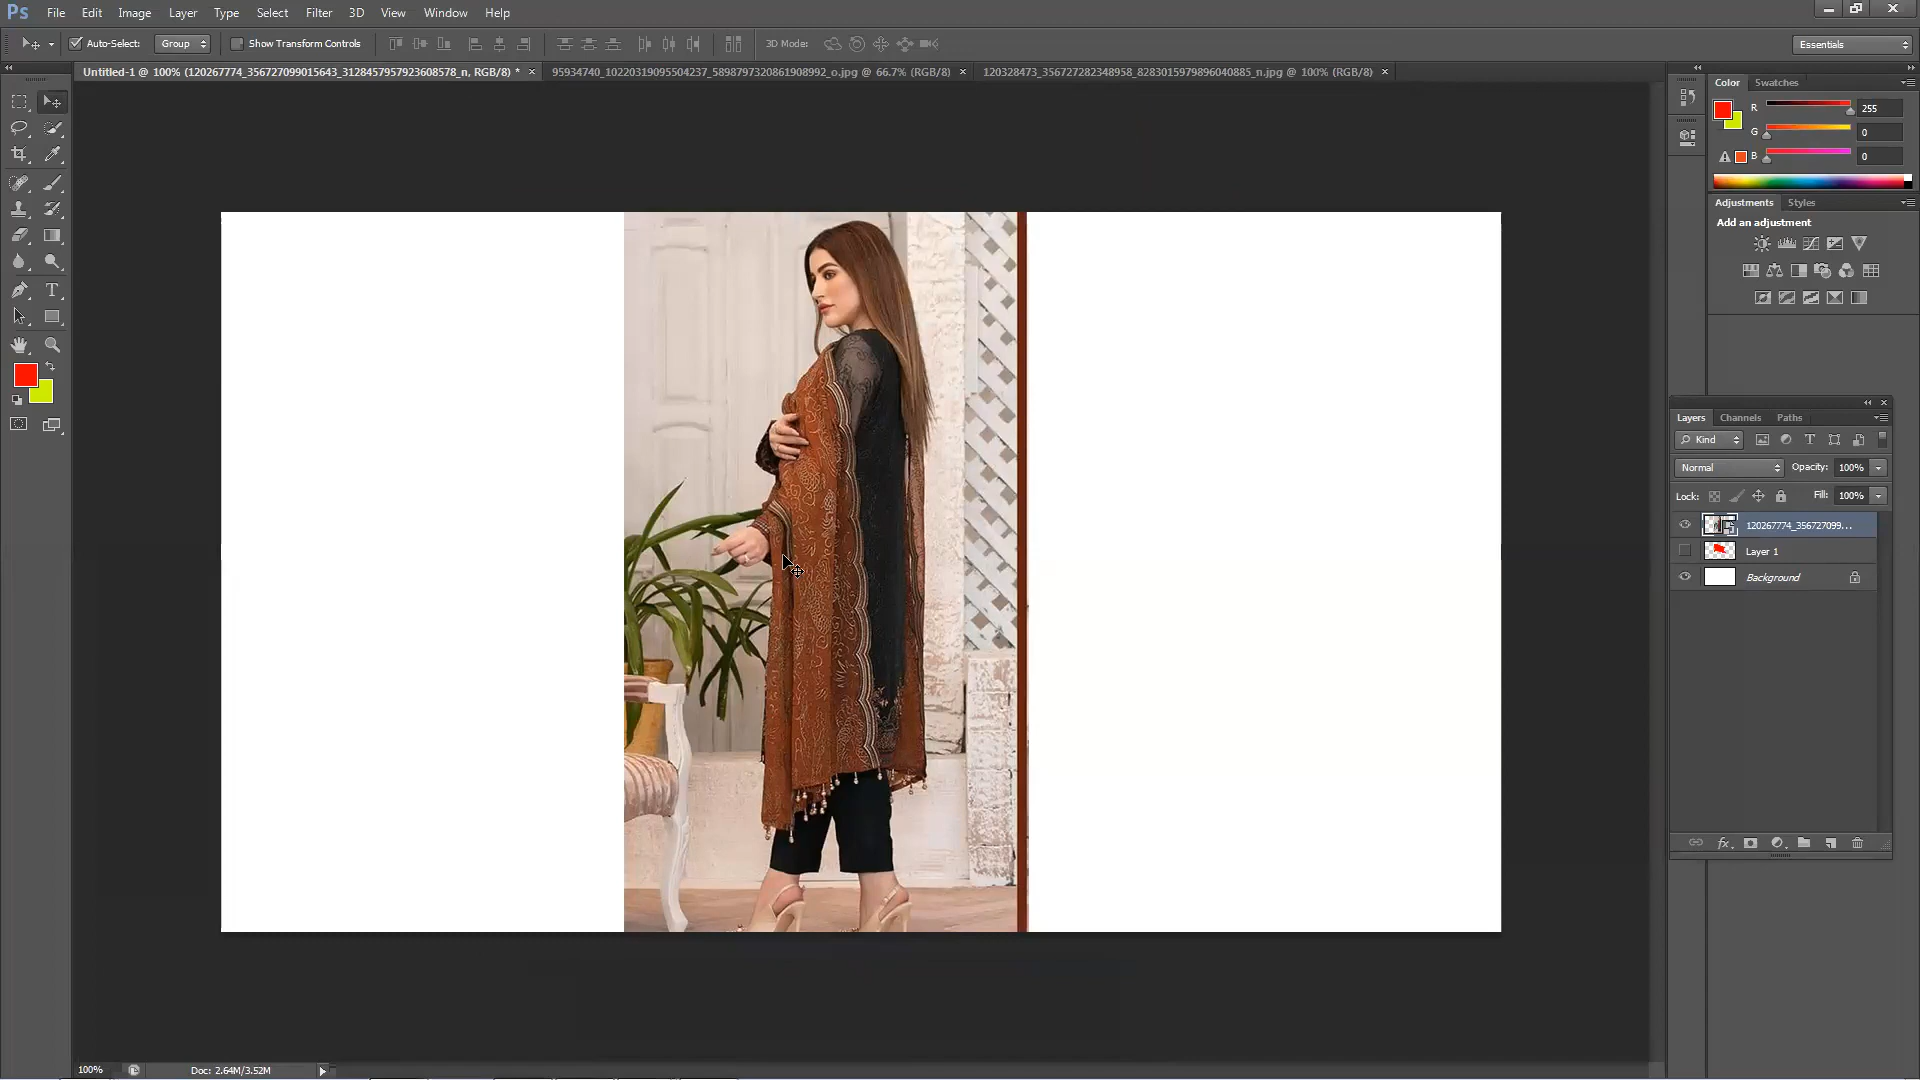 Ps File Edit Image Layer Type Select Filter 3D View Window Help
Auto-Select: Group Show Transform Controls 3D Mode: Essentials
Untitled-1 @ 100% (120267774_356727099015643_3128457957923608578_n, RGB/8) * × 95934740_10220319095504237_5898797320861908992_o.jpg @ 66.7% (RGB/8) × 120328473_356727282348958_8283015979896040885_n.jpg @ 100% (RGB/8) ×
Color Swatches
R 255
G 0
B 0
Adjustments Styles
Add an adjustment
Layers Channels Paths
Kind
Normal Opacity: 100%
Lock: Fill: 100%
120267774_356727099...
Layer 1
Background
fx
100% Doc: 2.64M/3.52M